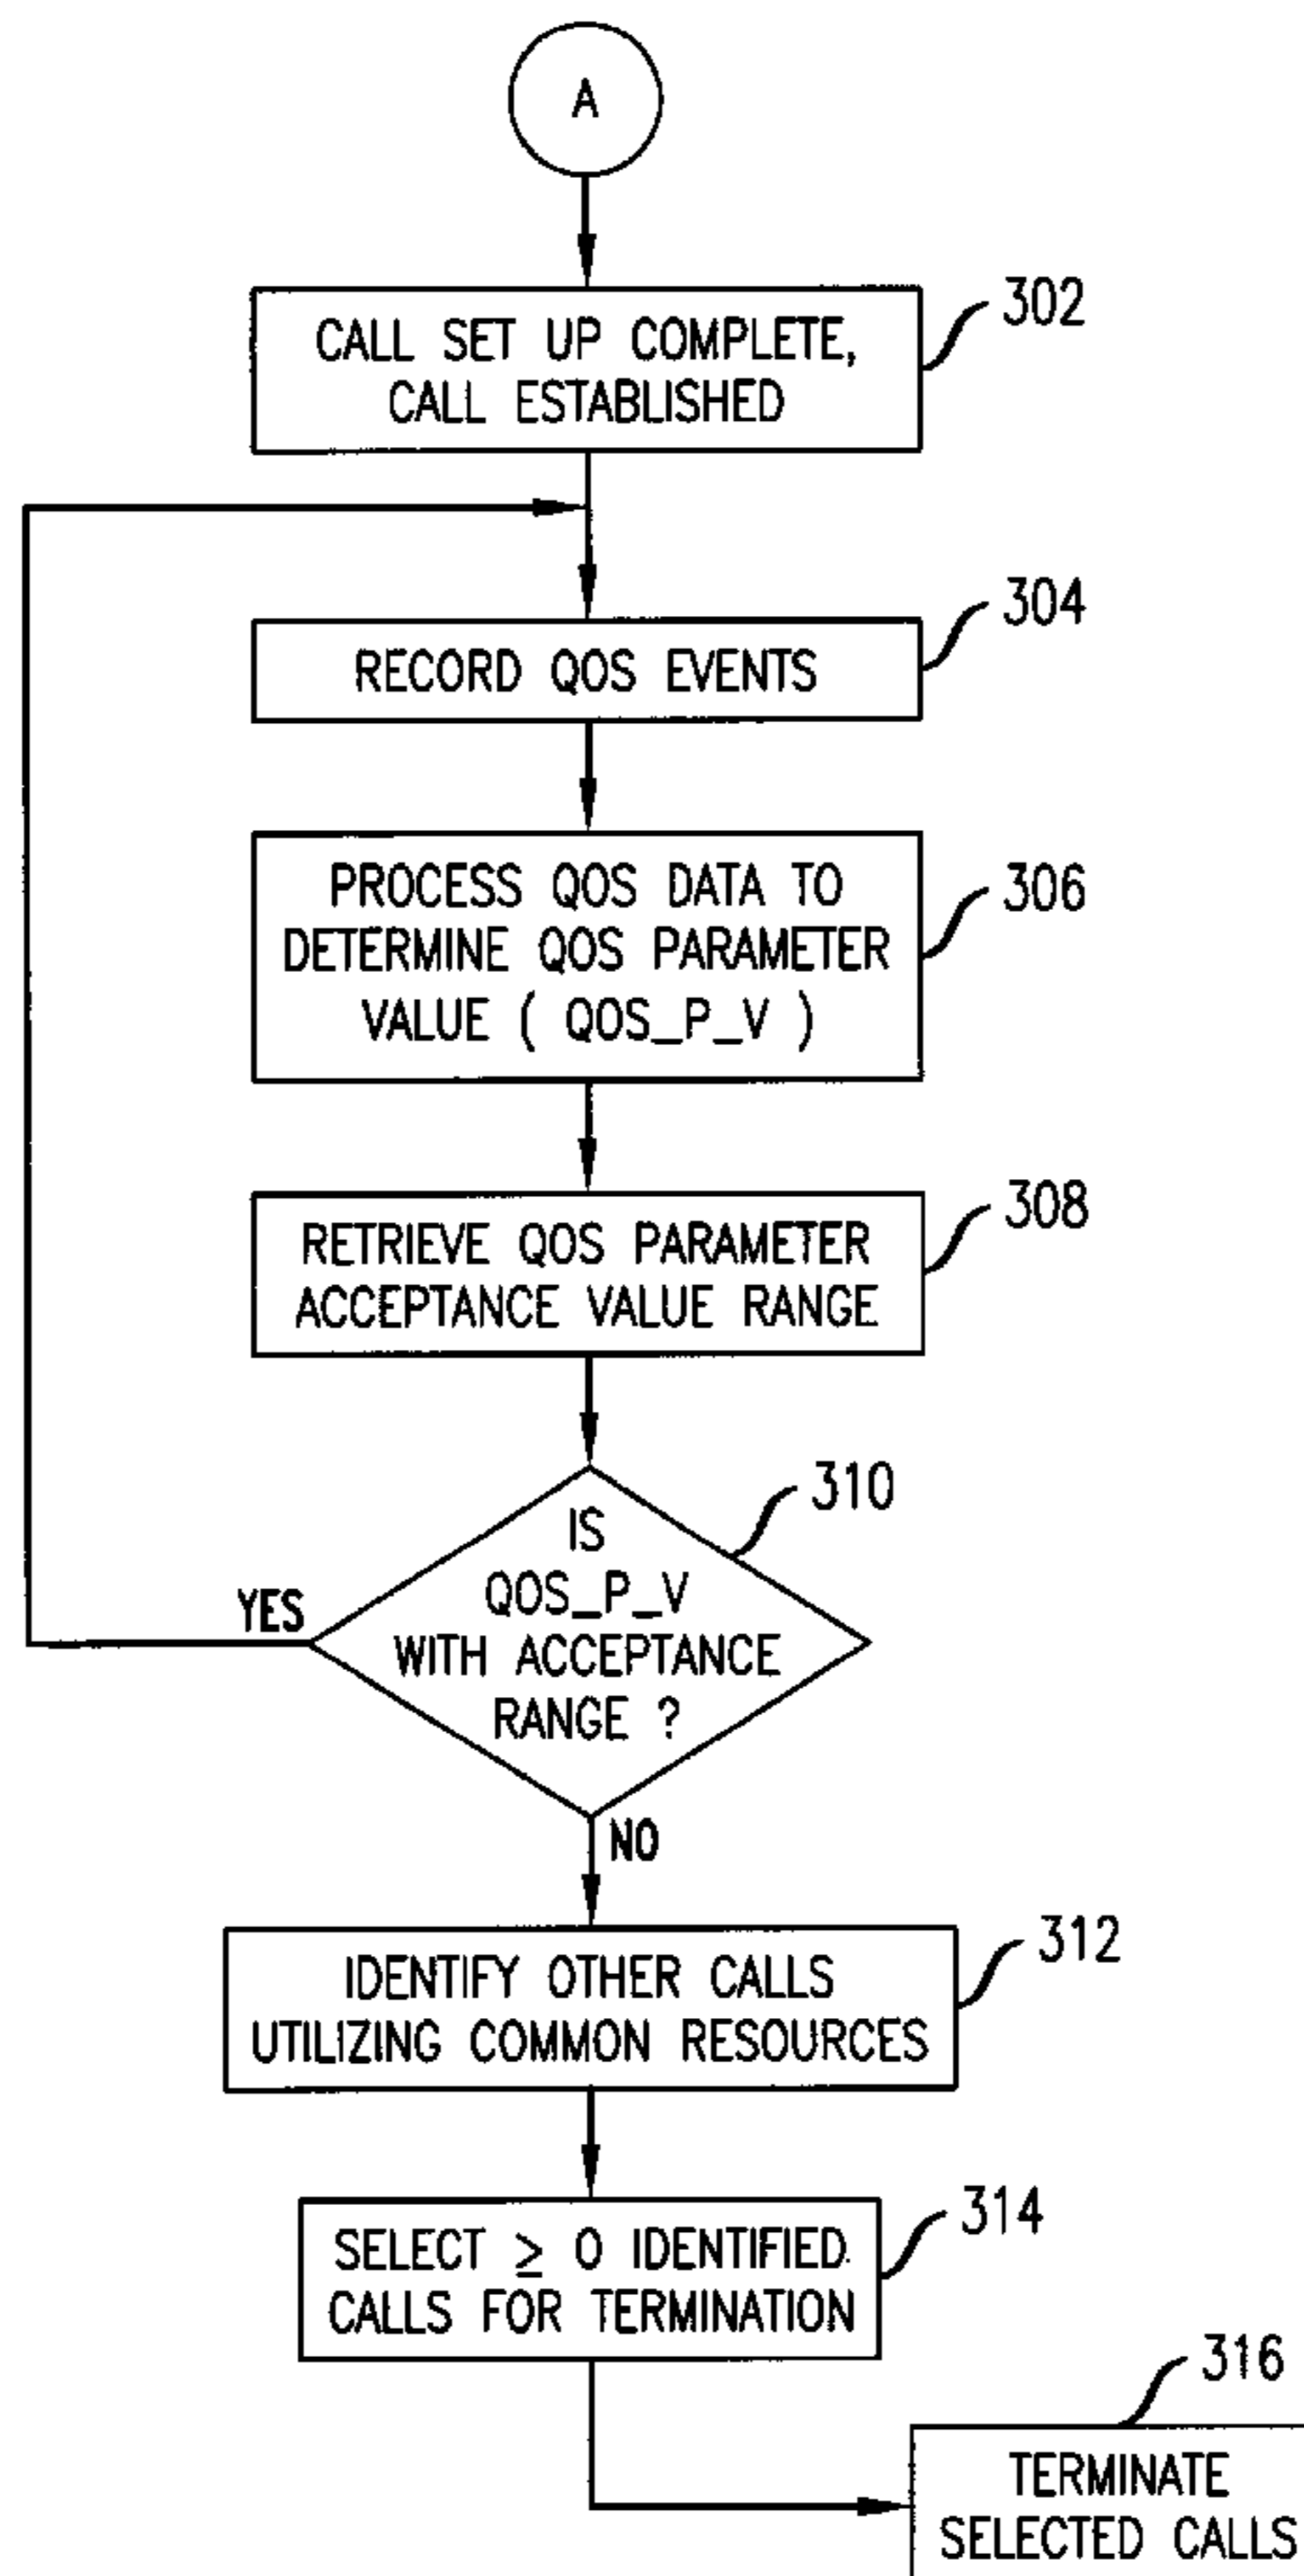 A
CALL SET UP COMPLETE,
CALL ESTABLISHED
302
RECORD QOS EVENTS
304
PROCESS QOS DATA TO
DETERMINE QOS PARAMETER
VALUE ( QOS_P_V )
306
RETRIEVE QOS PARAMETER
ACCEPTANCE VALUE RANGE
308
IS
QOS_P_V
WITH ACCEPTANCE
RANGE ?
310
YES
NO
IDENTIFY OTHER CALLS
UTILIZING COMMON RESOURCES
312
SELECT ≥ 0 IDENTIFIED
CALLS FOR TERMINATION
314
TERMINATE
SELECTED CALLS
316